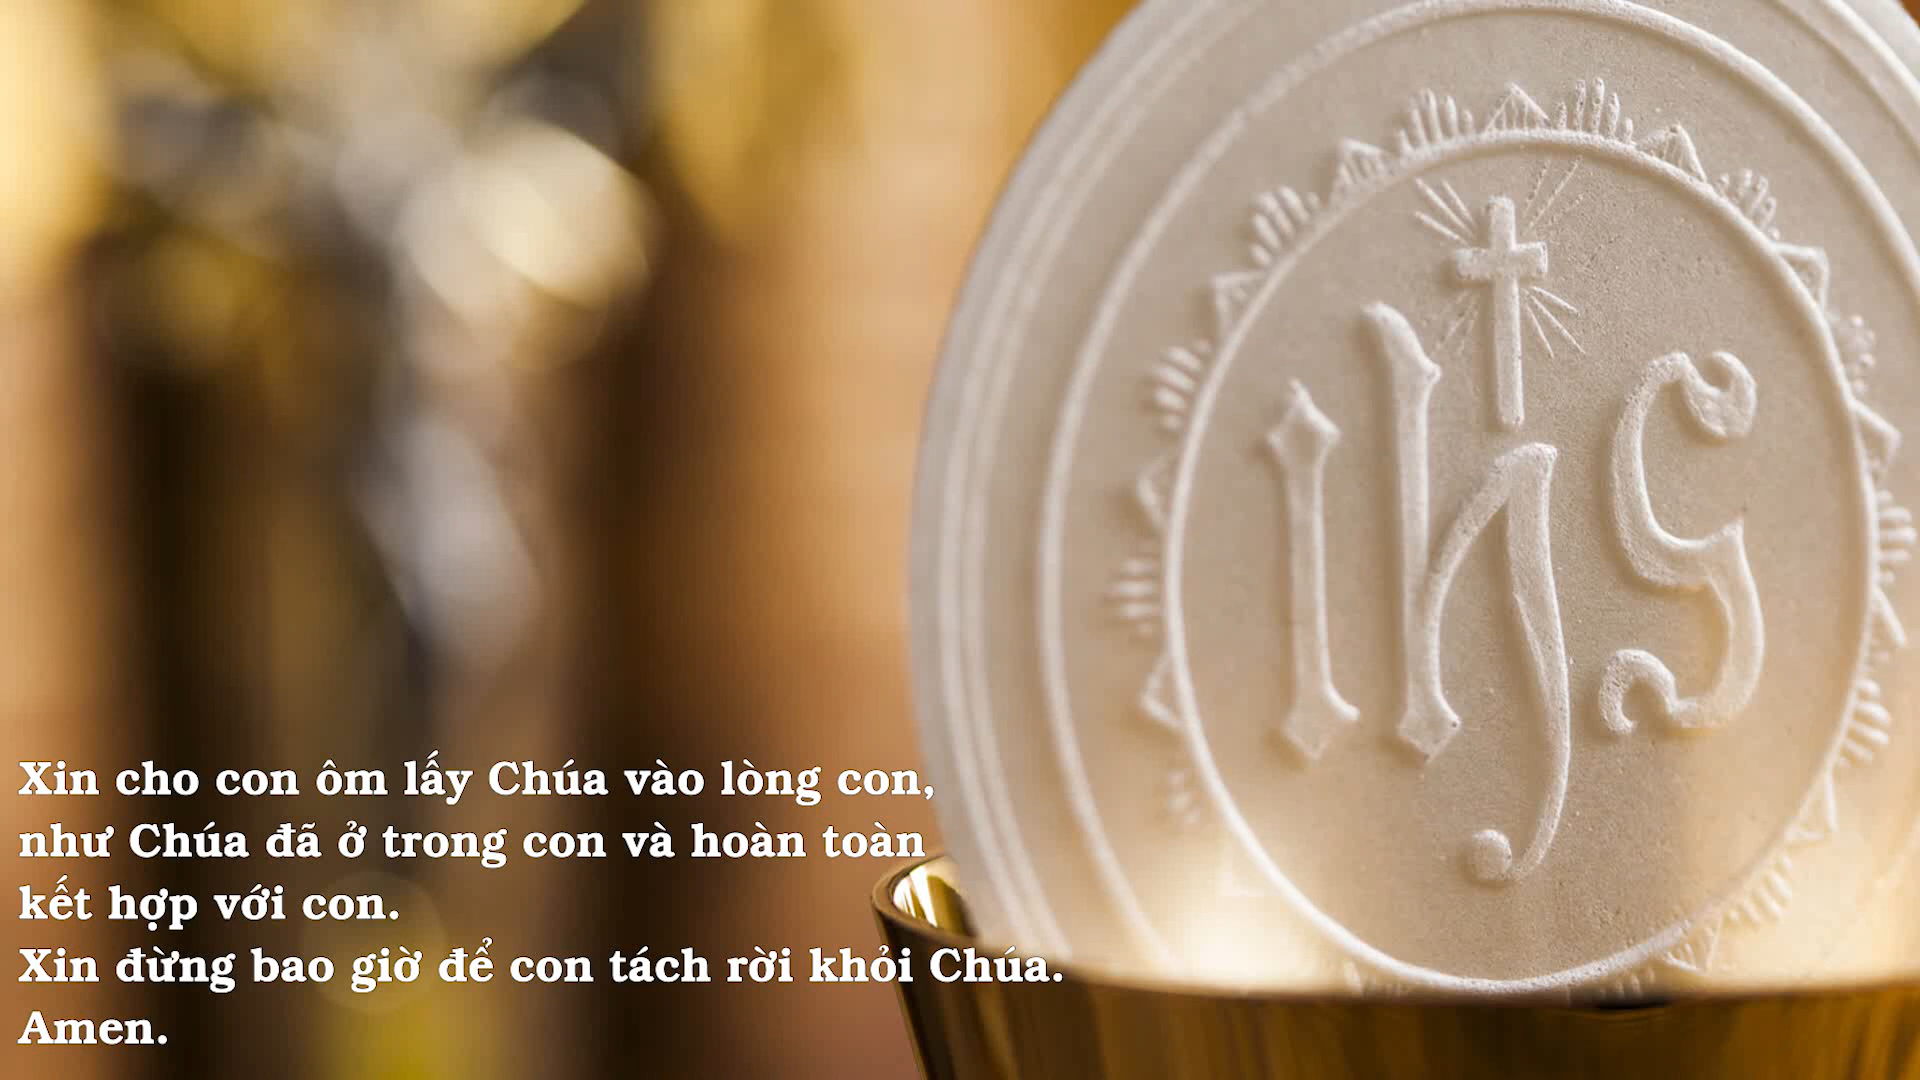 IHS
Xin cho con ôm lấy Chúa vào lòng con,
như Chúa đã ở trong con và hoàn toàn
kết hợp với con.
Xin đừng bao giờ để con tách rời khỏi Chúa.
Amen.